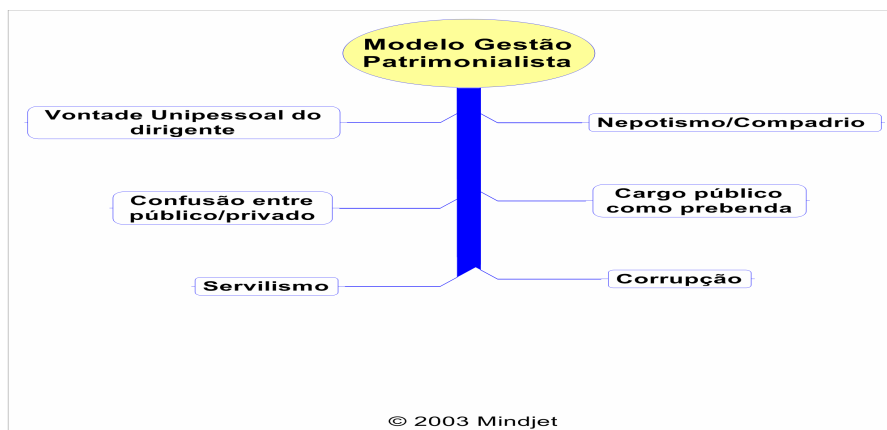 Modelo Gestão
Patrimonialista
Vontade Unipessoal do
dirigente
Nepotismo/Compadrio
Confusão entre
público/privado
Cargo público
como prebenda
Servilismo
Corrupção
© 2003 Mindjet